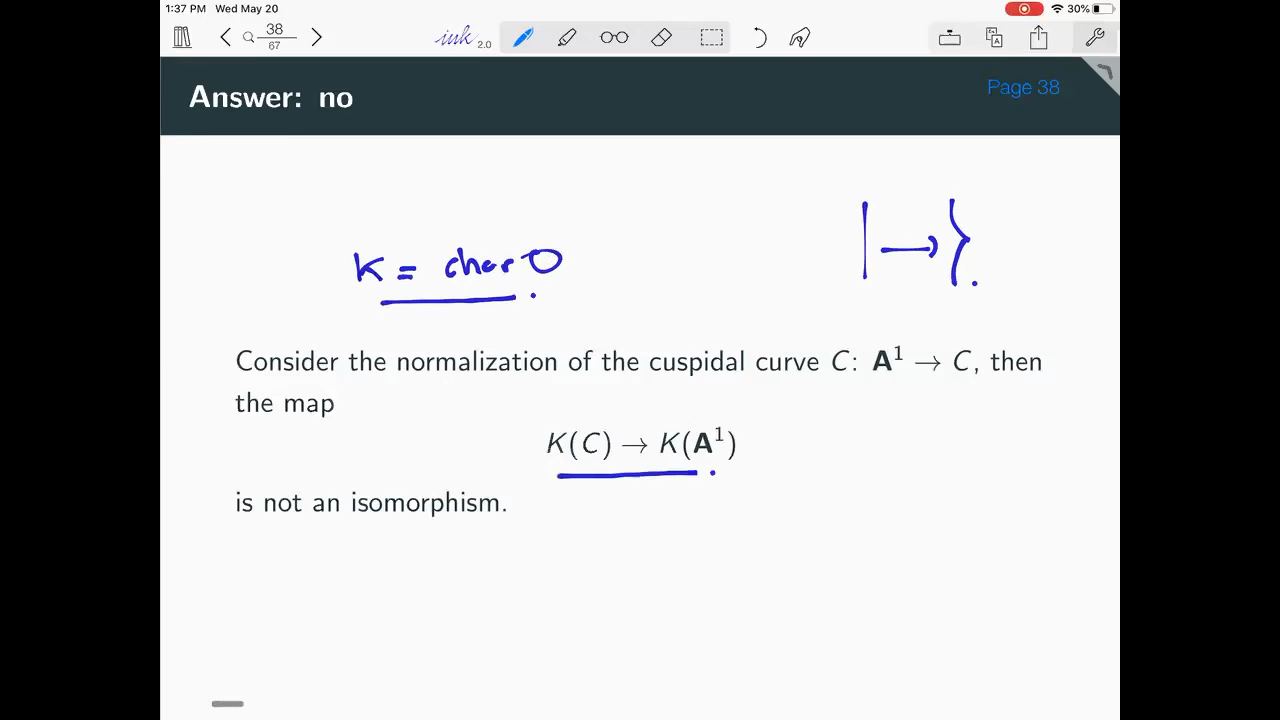 1:37 PM Wed May 20
30%
38
67
ink 2.0
Answer: no
Page 38
K = char 0
Consider the normalization of the cuspidal curve C: A¹ → C, then
the map
K(C) → K(A¹)
is not an isomorphism.